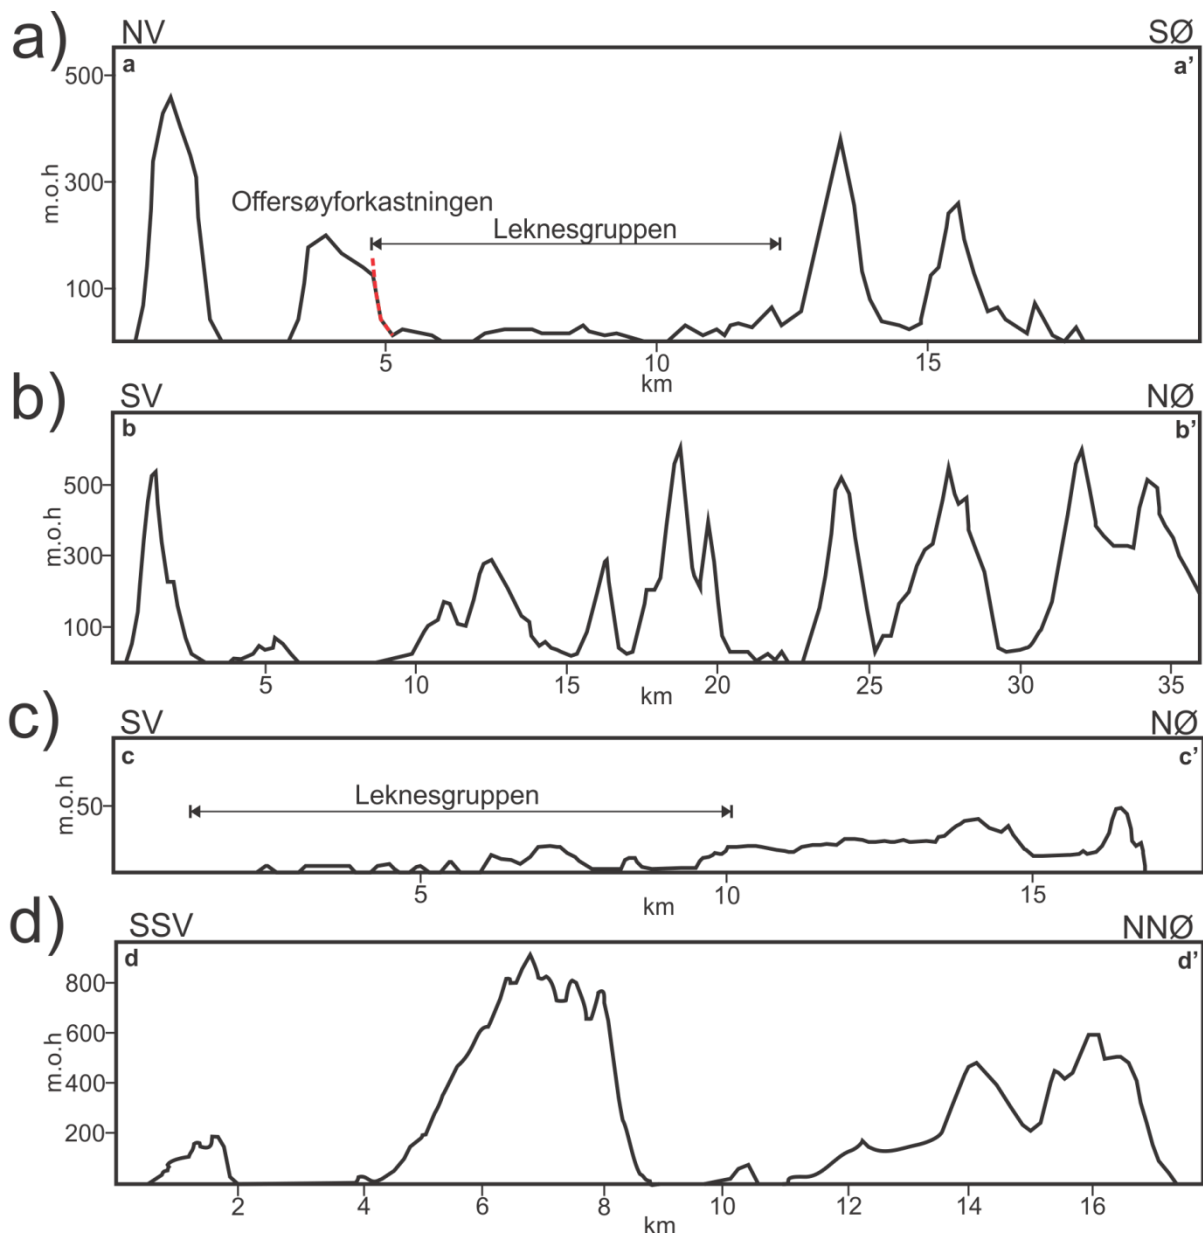 a)
NV SØ
a a'
500
300
100
m.o.h
Offersøyforkastningen
Leknesgruppen
5 10 15
km
b)
SV NØ
b b'
500
300
100
m.o.h
5 10 15 20 25 30 35
km
c)
SV NØ
c c'
50
m.o.h
Leknesgruppen
5 10 15
km
d)
SSV NNØ
d d'
800
600
400
200
m.o.h
2 4 6 8 10 12 14 16
km